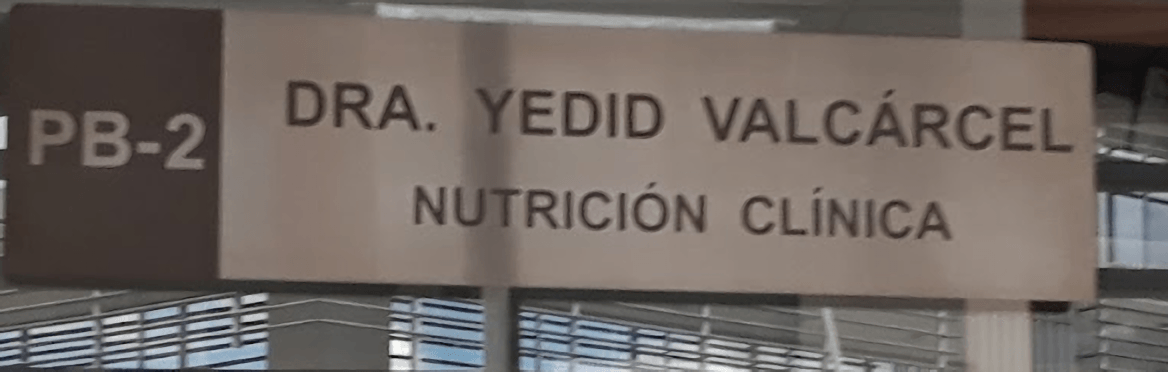 PB-2
DRA. YEDID VALCÁRCEL
NUTRICIÓN CLÍNICA